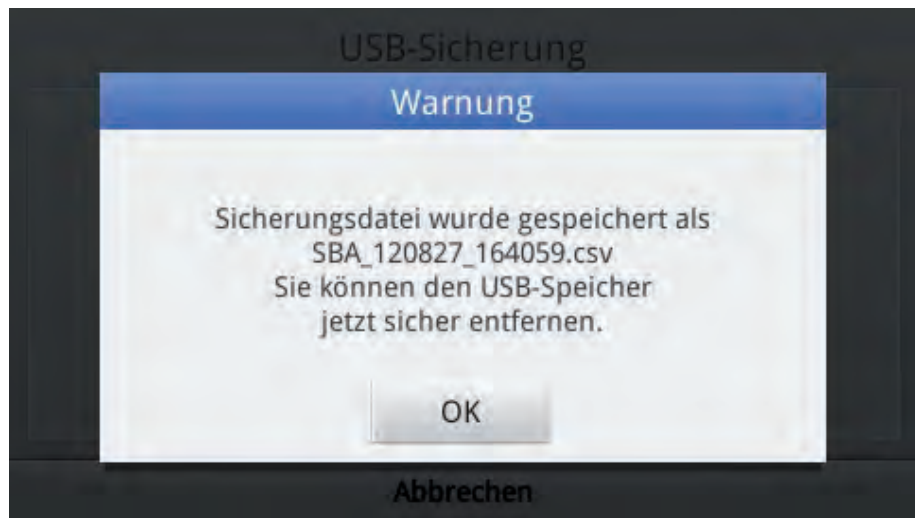 USB-Sicherung
Warnung
Sicherungsdatei wurde gespeichert als
SBA_120827_164059.csv
Sie können den USB-Speicher
jetzt sicher entfernen.
OK
Abbrechen